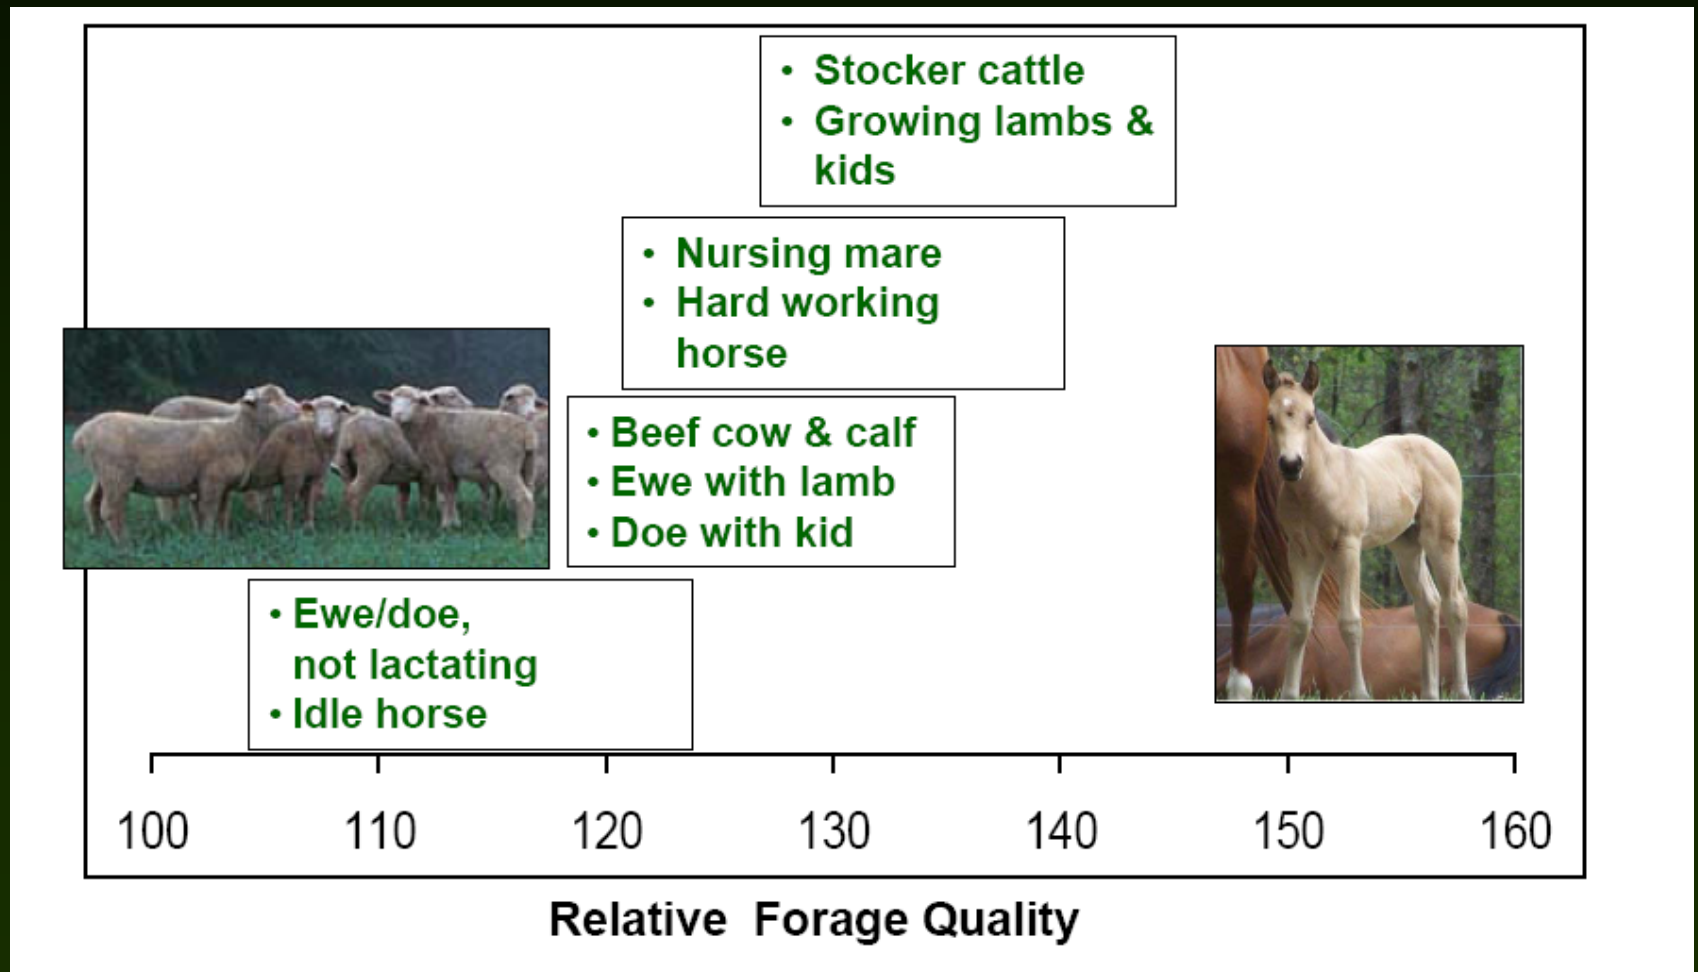 • Stocker cattle
• Growing lambs &
kids
• Nursing mare
• Hard working
horse
• Beef cow & calf
• Ewe with lamb
• Doe with kid
• Ewe/doe,
not lactating
• Idle horse
100 110 120 130 140 150 160
Relative Forage Quality